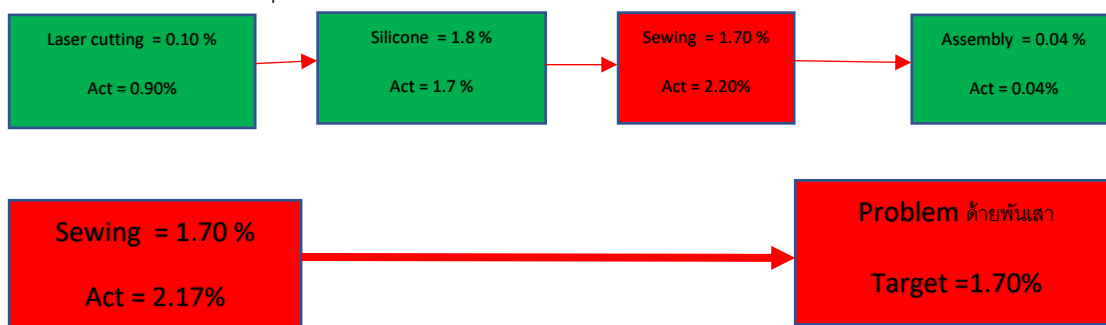 Laser cutting = 0.10 %
Act = 0.90%
Silicone = 1.8 %
Act = 1.7 %
Sewing = 1.70 %
Act = 2.20%
Assembly = 0.04 %
Act = 0.04%
Sewing = 1.70 %
Act = 2.17%
Problem ด้ายพันเสา
Target =1.70%